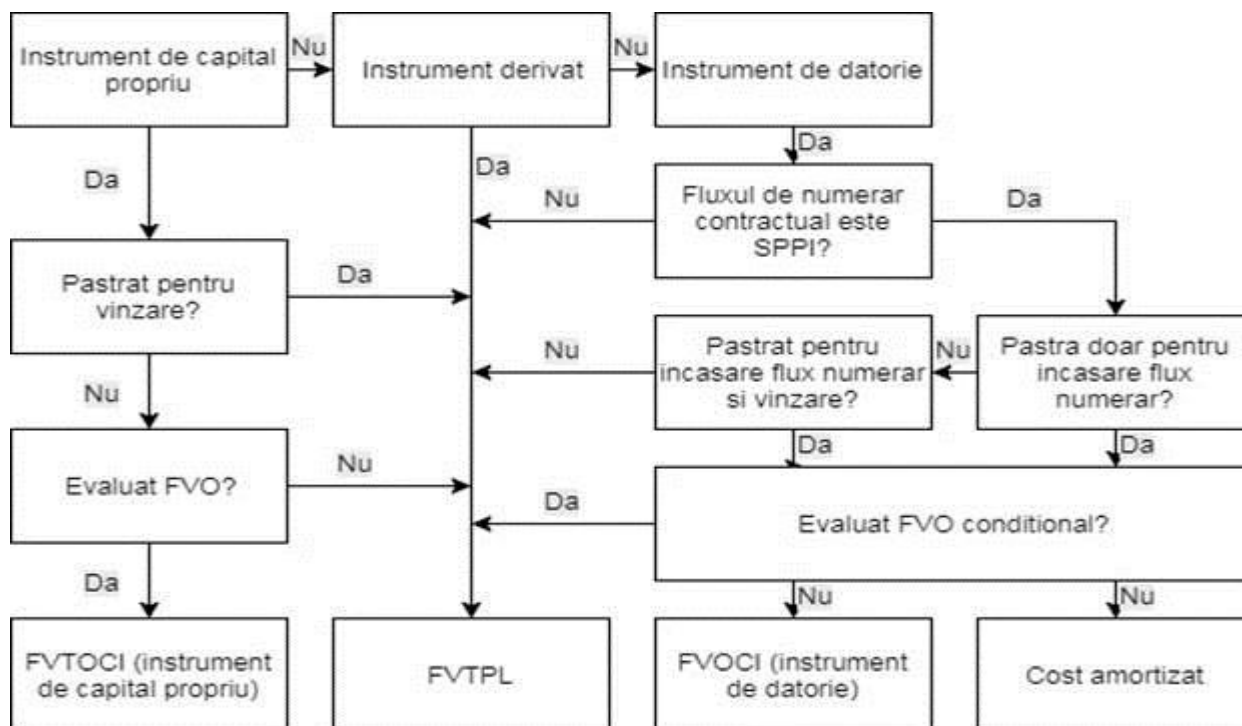 Instrument de capital
propriu
Nu
Instrument derivat
Nu
Instrument de datorie
Da
Da
Da
Fluxul de numerar
contractual este
SPPI?
Nu
Da
Pastrat pentru
vinzare?
Da
Nu
Pastrat pentru
incasare flux numerar
si vinzare?
Nu
Nu
Pastra doar pentru
incasare flux
numerar?
Da
Da
Evaluat FVO?
Nu
Da
Evaluat FVO conditional?
Da
Nu
Nu
FVTOCI (instrument
de capital propriu)
FVTPL
FVOCI (instrument
de datorie)
Cost amortizat